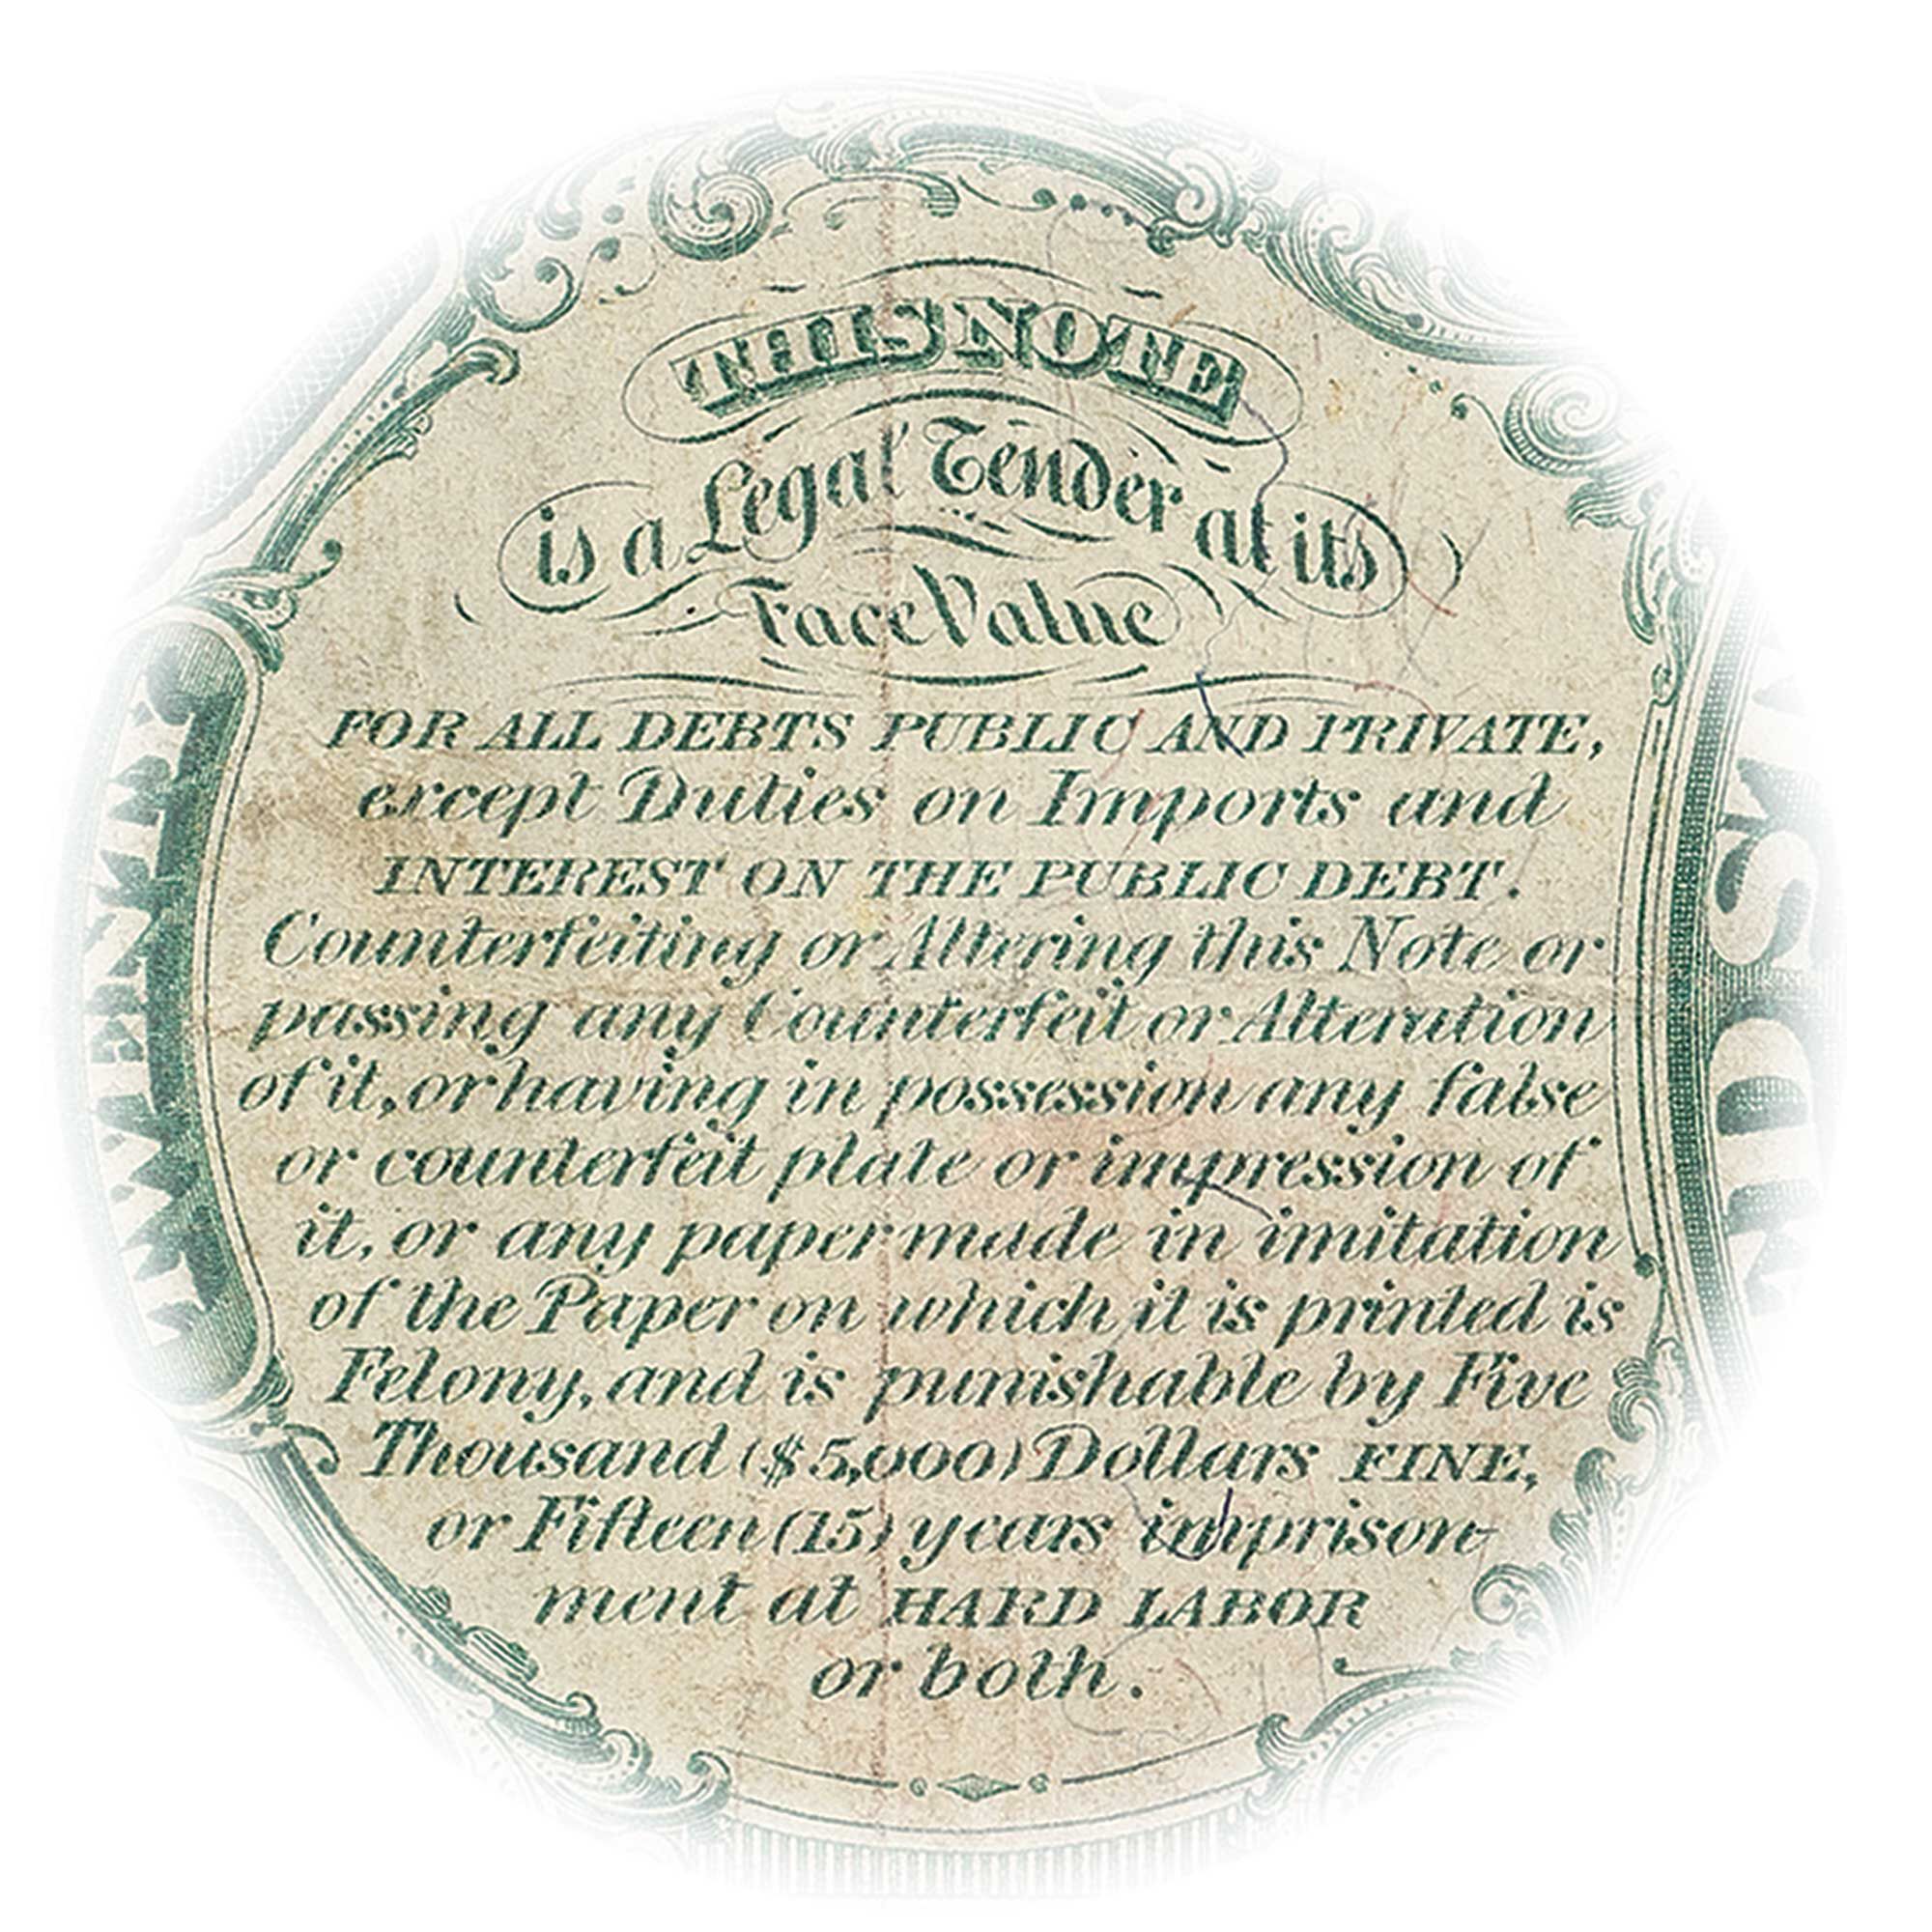 THIS NOTE
is a Legal Tender at its
Face Value
FOR ALL DEBTS PUBLIC AND PRIVATE,
except Duties on Imports and
INTEREST ON THE PUBLIC DEBT.
Counterfeiting or Altering this Note or
passing any Counterfeit or Alteration
of it, or having in possession any false
or counterfeit plate or impression of
it, or any paper made in imitation
of the Paper on which it is printed is
Felony, and is punishable by Five
Thousand ($5,000) Dollars FINE,
or Fifteen (15) years imprison-
ment at HARD LABOR
or both.